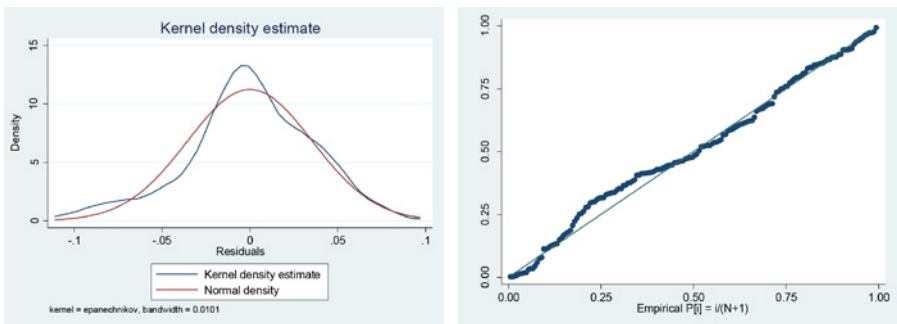 Kernel density estimate
15
10
5
0
Density
-.1
-.05
0
.05
.1
Residuals
Kernel density estimate
Normal density
kernel = epanechnikov, bandwidth = 0.0101
1.00
0.75
0.50
0.25
0.00
0.00
0.25
0.50
0.75
1.00
Empirical P[i] = i/(N+1)